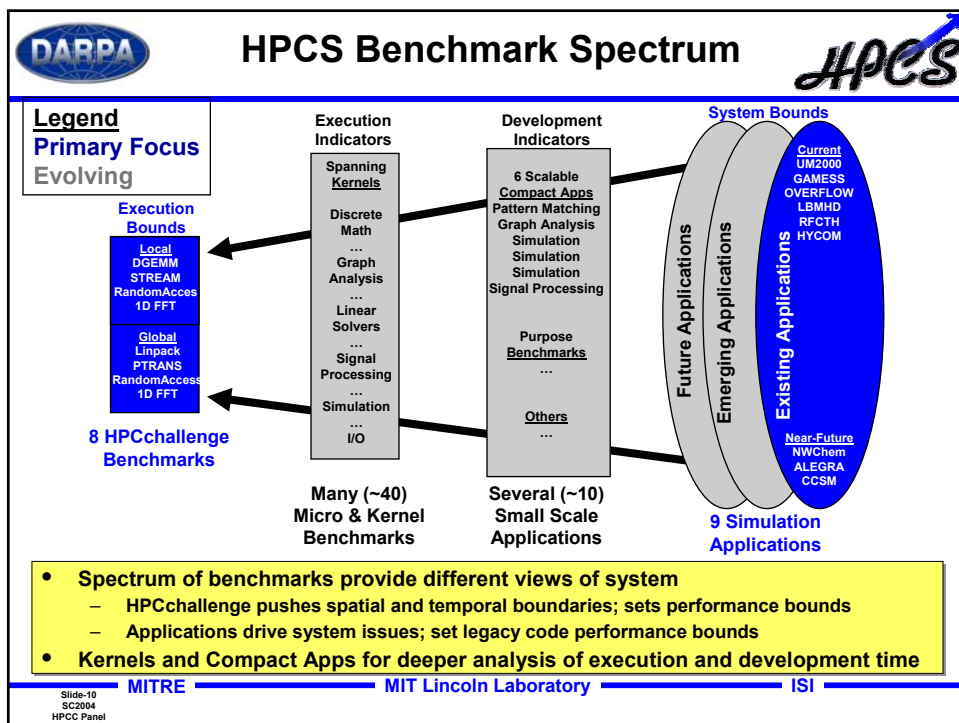 DARPA
HPCS Benchmark Spectrum
HPCS
Legend
Primary Focus
Evolving
Execution
Bounds
Local
DGEMM
STREAM
RandomAcces
1D FFT
Global
Linpack
PTRANS
RandomAccess
1D FFT
8 HPCchallenge
Benchmarks
Execution
Indicators
Spanning
Kernels
Discrete
Math
…
Graph
Analysis
…
Linear
Solvers
…
Signal
Processing
…
Simulation
…
I/O
Many (~40)
Micro & Kernel
Benchmarks
Development
Indicators
6 Scalable
Compact Apps
Pattern Matching
Graph Analysis
Simulation
Simulation
Simulation
Signal Processing
Purpose
Benchmarks
…
Others
…
Several (~10)
Small Scale
Applications
System Bounds
Future Applications
Emerging Applications
Existing Applications
Current
UM2000
GAMESS
OVERFLOW
LBMHD
RFCTH
HYCOM
Near-Future
NWChem
ALEGRA
CCSM
9 Simulation
Applications
• Spectrum of benchmarks provide different views of system
– HPCchallenge pushes spatial and temporal boundaries; sets performance bounds
– Applications drive system issues; set legacy code performance bounds
• Kernels and Compact Apps for deeper analysis of execution and development time
Slide-10
SC2004
HPCC Panel
MITRE
MIT Lincoln Laboratory
ISI